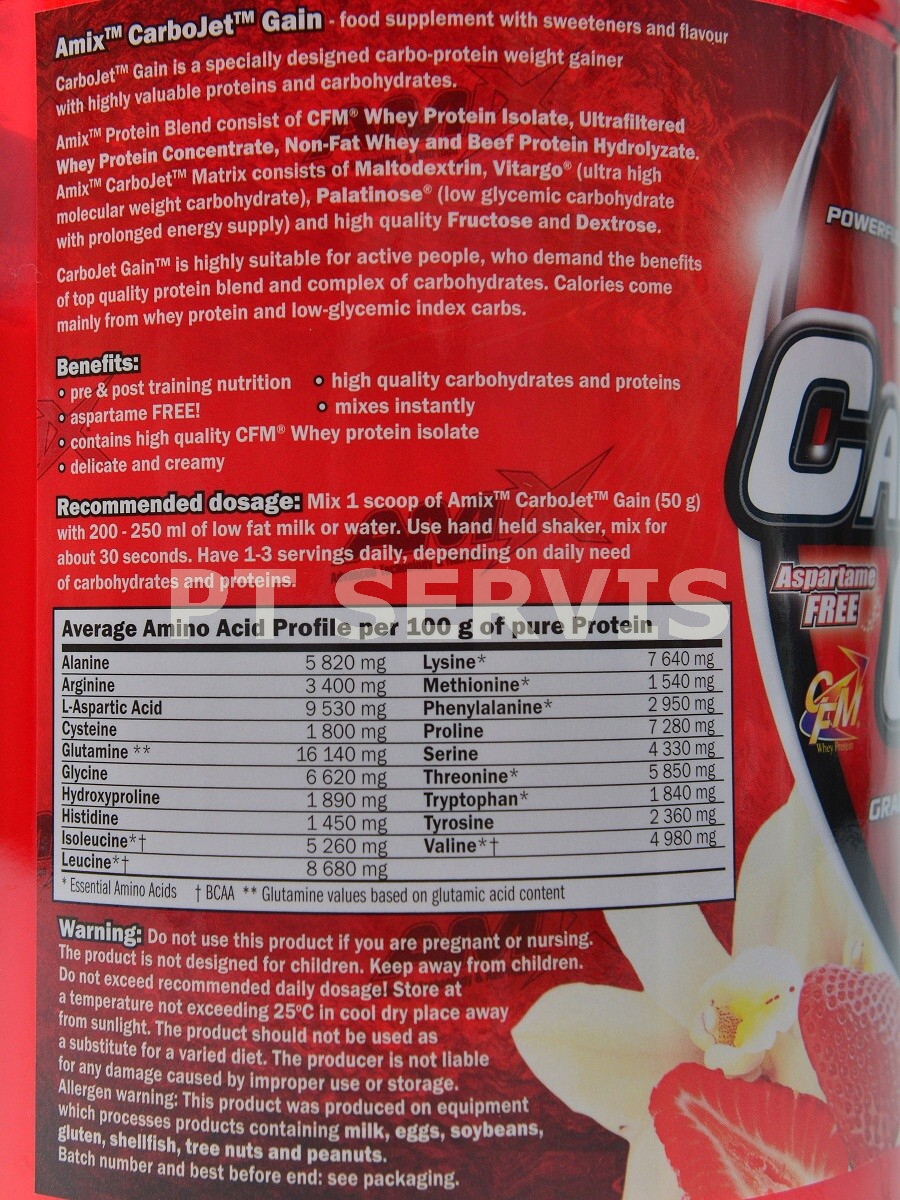 Amix™ CarboJet™ Gain - food supplement with sweeteners and flavour
CarboJet™ Gain is a specially designed carbo-protein weight gainer
with highly valuable proteins and carbohydrates.
Amix™ Protein Blend consist of CFM® Whey Protein Isolate, Ultrafiltered
Whey Protein Concentrate, Non-Fat Whey and Beef Protein Hydrolyzate.
Amix™ CarboJet™ Matrix consists of Maltodextrin, Vitargo® (ultra high
molecular weight carbohydrate), Palatinose® (low glycemic carbohydrate
with prolonged energy supply) and high quality Fructose and Dextrose.
CarboJet Gain™ is highly suitable for active people, who demand the benefits
of top quality protein blend and complex of carbohydrates. Calories come
mainly from whey protein and low-glycemic index carbs.
Benefits:
• pre & post training nutrition • high quality carbohydrates and proteins
• aspartame FREE! • mixes instantly
• contains high quality CFM® Whey protein isolate
• delicate and creamy
Recommended dosage: Mix 1 scoop of Amix™ CarboJet™ Gain (50 g)
with 200 - 250 ml of low fat milk or water. Use hand held shaker, mix for
about 30 seconds. Have 1-3 servings daily, depending on daily need
of carbohydrates and proteins.
PT SERVIS
Average Amino Acid Profile per 100 g of pure Protein
Alanine 5 820 mg Lysine* 7 640 mg
Arginine 3 400 mg Methionine* 1 540 mg
L-Aspartic Acid 9 530 mg Phenylalanine* 2 950 mg
Cysteine 1 800 mg Proline 7 280 mg
Glutamine ** 16 140 mg Serine 4 330 mg
Glycine 6 620 mg Threonine* 5 850 mg
Hydroxyproline 1 890 mg Tryptophan* 1 840 mg
Histidine 1 450 mg Tyrosine 2 360 mg
Isoleucine*† 5 260 mg Valine*† 4 980 mg
Leucine*† 8 680 mg
* Essential Amino Acids † BCAA ** Glutamine values based on glutamic acid content
Warning: Do not use this product if you are pregnant or nursing.
The product is not designed for children. Keep away from children.
Do not exceed recommended daily dosage! Store at
a temperature not exceeding 25°C in cool dry place away
from sunlight. The product should not be used as
a substitute for a varied diet. The producer is not liable
for any damage caused by improper use or storage.
Allergen warning: This product was produced on equipment
which processes products containing milk, eggs, soybeans,
gluten, shellfish, tree nuts and peanuts.
Batch number and best before end: see packaging.
Aspartame
FREE
CFM®
Whey Protein